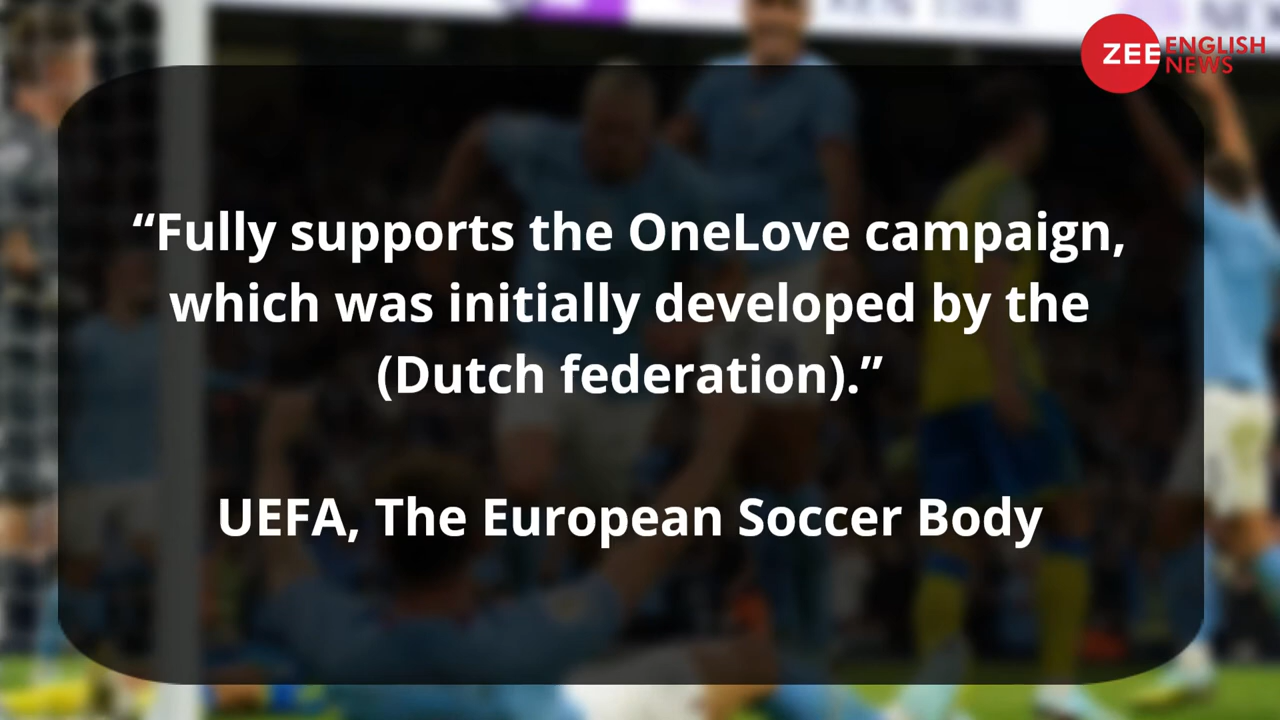 ZEE ENGLISH
NEWS
“Fully supports the OneLove campaign,
which was initially developed by the
(Dutch federation).”
UEFA, The European Soccer Body